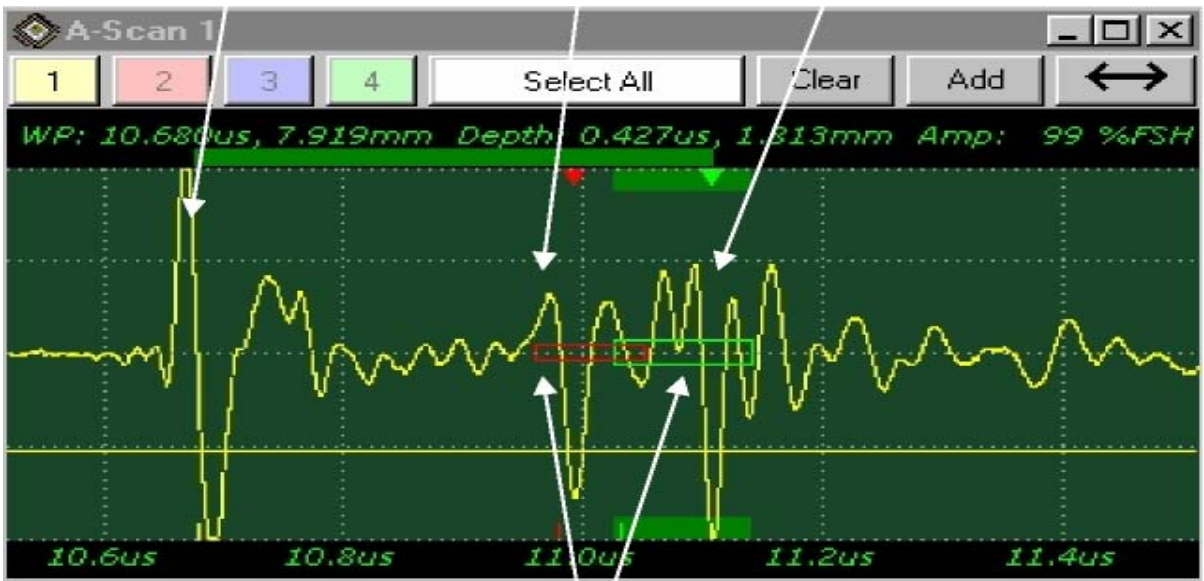 A-Scan 1
1 2 3 4 Select All Clear Add
WP: 10.680us, 7.919mm Depth: 0.427us, 1.813mm Amp: 99 %FSH
10.6us 10.8us 11.0us 11.2us 11.4us